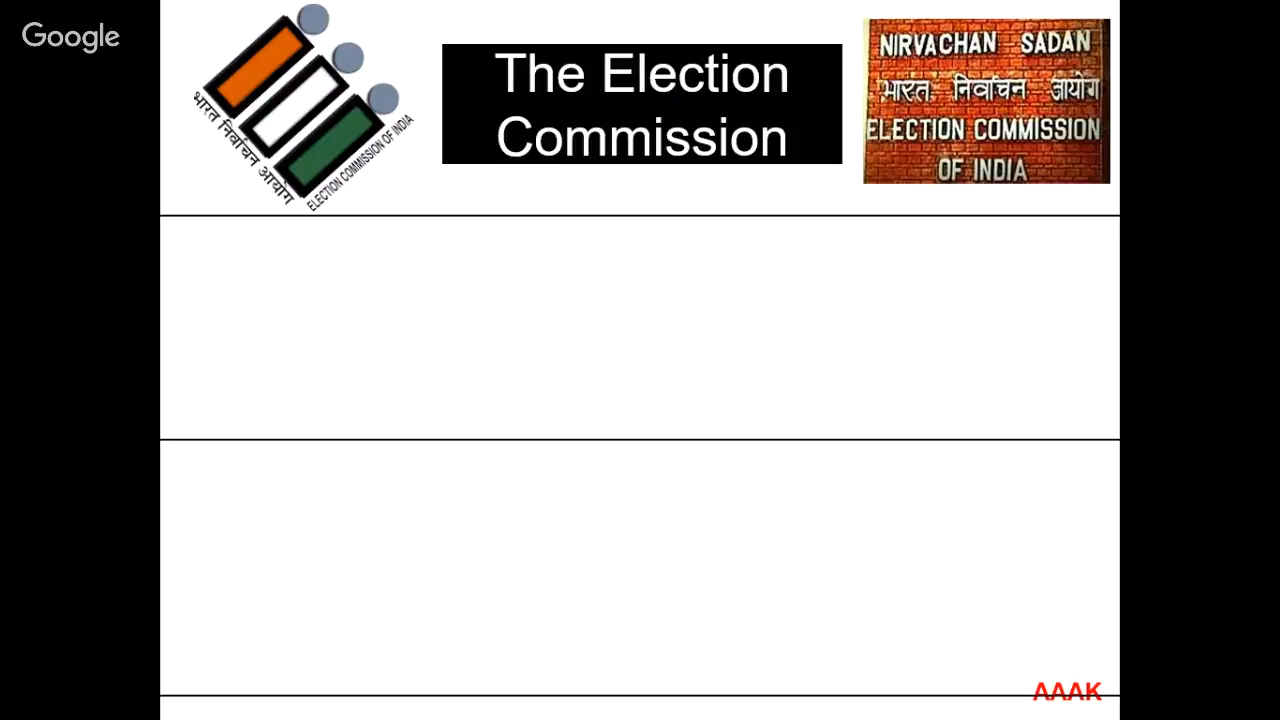 Google
भारत निर्वाचन आयोग
ELECTION COMMISSION OF INDIA
The Election
Commission
NIRVACHAN SADAN
भारत निर्वाचन आयोग
ELECTION COMMISSION
OF INDIA
AAAK